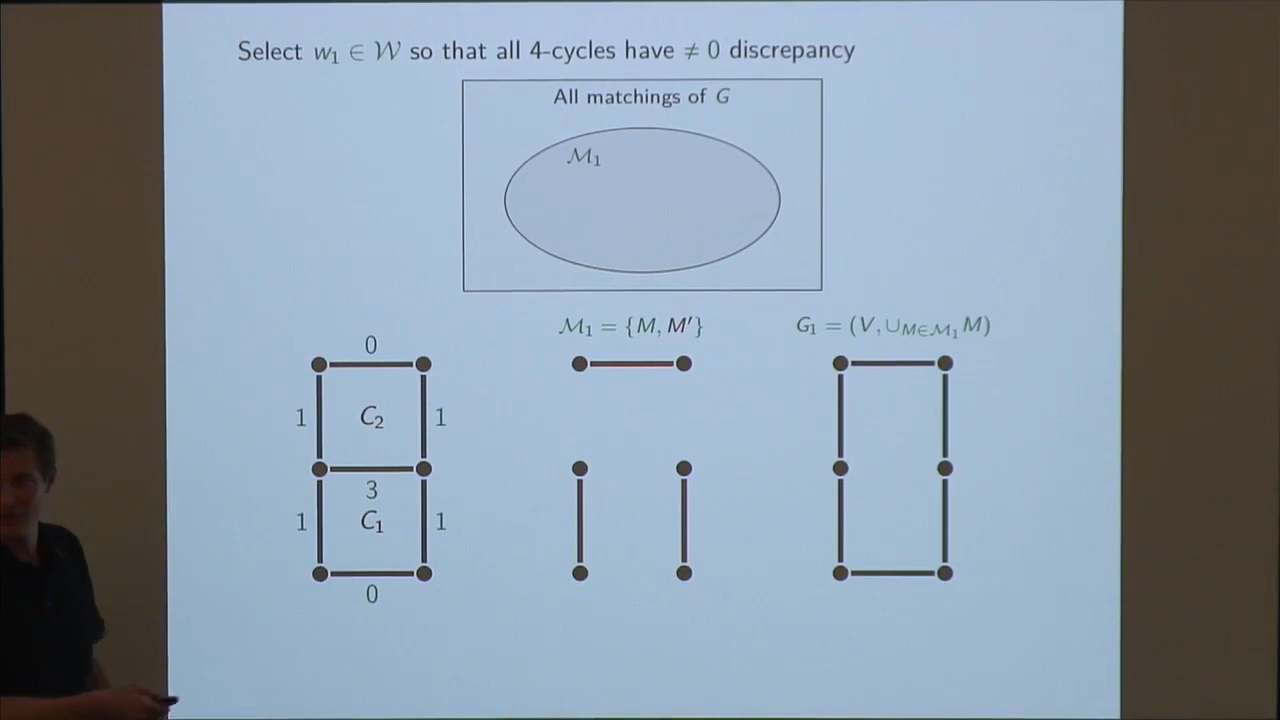 Select w₁ ∈ 𝒲 so that all 4-cycles have ≠ 0 discrepancy
All matchings of G
ℳ₁
ℳ₁ = {M, M′}
G₁ = (V, ∪_{M∈ℳ₁} M)
0
1 C₂ 1
3
1 C₁ 1
0